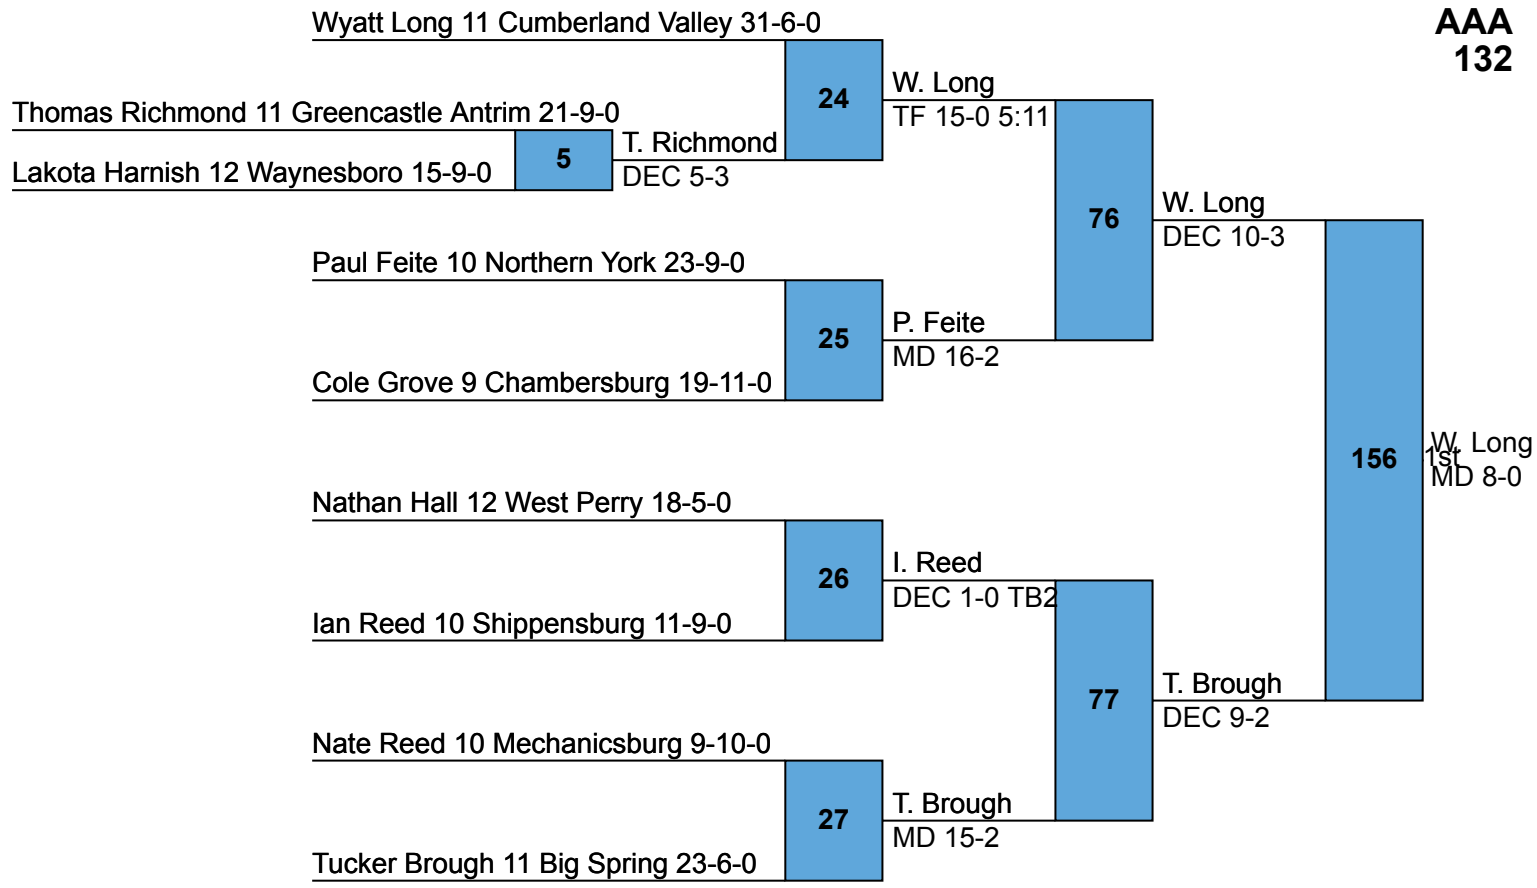 AAA
132
Wyatt Long 11 Cumberland Valley 31-6-0
24
W. Long
TF 15-0 5:11
Thomas Richmond 11 Greencastle Antrim 21-9-0
5
T. Richmond
DEC 5-3
Lakota Harnish 12 Waynesboro 15-9-0
76
W. Long
DEC 10-3
Paul Feite 10 Northern York 23-9-0
25
P. Feite
MD 16-2
Cole Grove 9 Chambersburg 19-11-0
156
W. Long
1st
MD 8-0
Nathan Hall 12 West Perry 18-5-0
26
I. Reed
DEC 1-0 TB2
Ian Reed 10 Shippensburg 11-9-0
77
T. Brough
DEC 9-2
Nate Reed 10 Mechanicsburg 9-10-0
27
T. Brough
MD 15-2
Tucker Brough 11 Big Spring 23-6-0